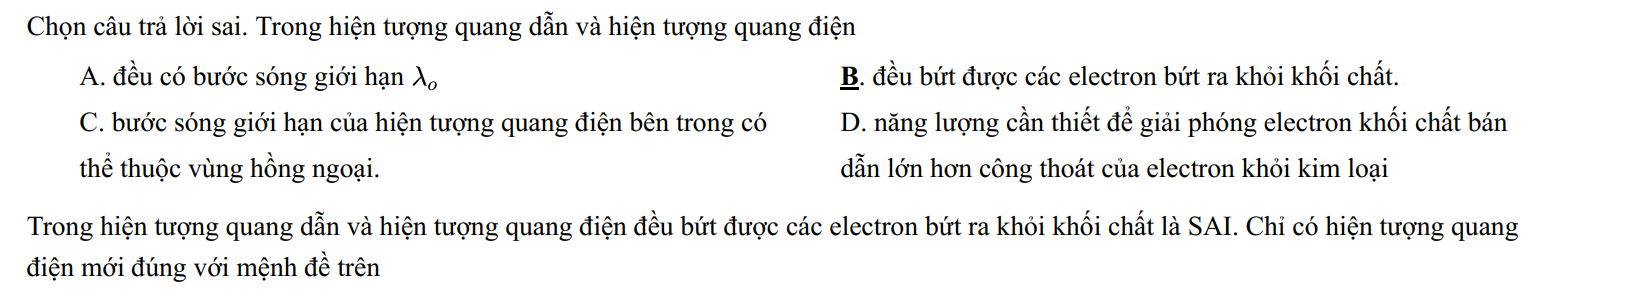 Chọn câu trả lời sai. Trong hiện tượng quang dẫn và hiện tượng quang điện
A. đều có bước sóng giới hạn λₒ
B. đều bứt được các electron bứt ra khỏi khối chất.
C. bước sóng giới hạn của hiện tượng quang điện bên trong có
thể thuộc vùng hồng ngoại.
D. năng lượng cần thiết để giải phóng electron khối chất bán
dẫn lớn hơn công thoát của electron khỏi kim loại
Trong hiện tượng quang dẫn và hiện tượng quang điện đều bứt được các electron bứt ra khỏi khối chất là SAI. Chỉ có hiện tượng quang
điện mới đúng với mệnh đề trên